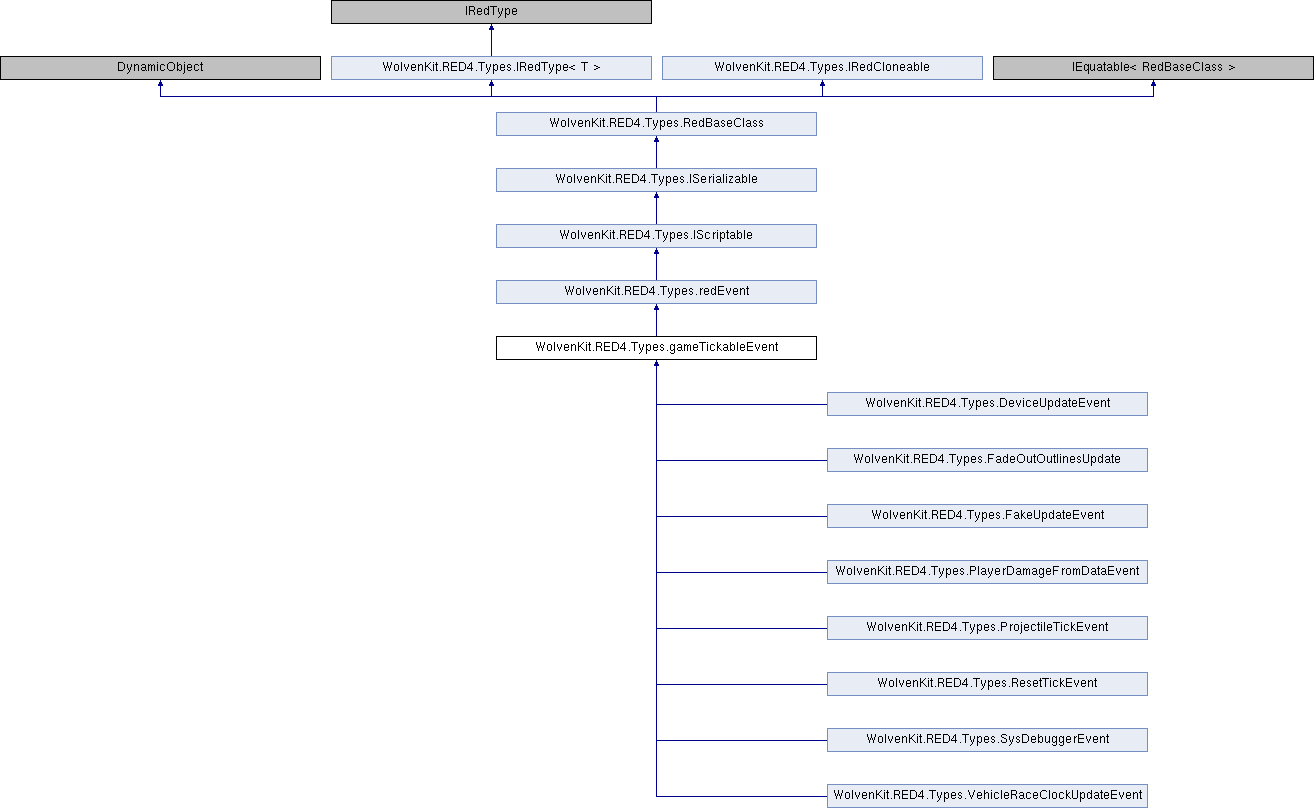 IRedType
DynamicObject
WolvenKit.RED4.Types.IRedType< T >
WolvenKit.RED4.Types.IRedCloneable
IEquatable< RedBaseClass >
WolvenKit.RED4.Types.RedBaseClass
WolvenKit.RED4.Types.ISerializable
WolvenKit.RED4.Types.IScriptable
WolvenKit.RED4.Types.redEvent
WolvenKit.RED4.Types.gameTickableEvent
WolvenKit.RED4.Types.DeviceUpdateEvent
WolvenKit.RED4.Types.FadeOutOutlinesUpdate
WolvenKit.RED4.Types.FakeUpdateEvent
WolvenKit.RED4.Types.PlayerDamageFromDataEvent
WolvenKit.RED4.Types.ProjectileTickEvent
WolvenKit.RED4.Types.ResetTickEvent
WolvenKit.RED4.Types.SysDebuggerEvent
WolvenKit.RED4.Types.VehicleRaceClockUpdateEvent